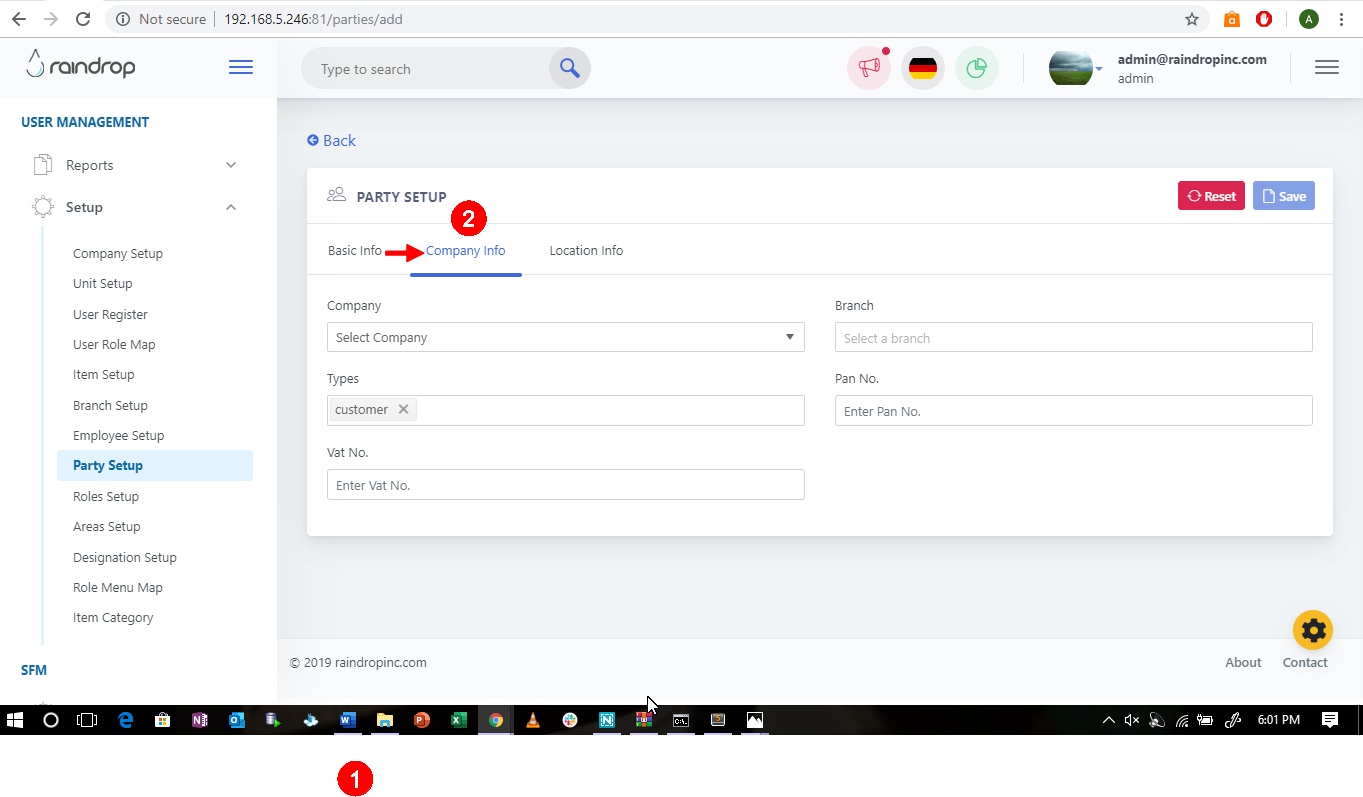 Not secure
192.168.5.246:81/parties/add
A
raindrop
Type to search
admin@raindropinc.com
admin
USER MANAGEMENT
Reports
Setup
Company Setup
Unit Setup
User Register
User Role Map
Item Setup
Branch Setup
Employee Setup
Party Setup
Roles Setup
Areas Setup
Designation Setup
Role Menu Map
Item Category
SFM
Back
PARTY SETUP
Reset
Save
2
Basic Info
Company Info
Location Info
Company
Select Company
Branch
Select a branch
Types
customer
Pan No.
Enter Pan No.
Vat No.
Enter Vat No.
© 2019 raindropinc.com
About
Contact
6:01 PM
1